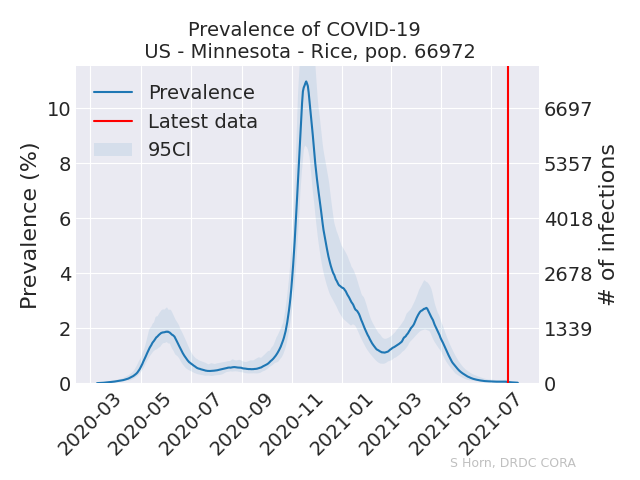 Prevalence of COVID-19
US - Minnesota - Rice, pop. 66972
Prevalence
Latest data
95CI
Prevalence (%)
10
8
6
4
2
0
6697
5357
4018
2678
1339
0
# of infections
2020-03
2020-05
2020-07
2020-09
2020-11
2021-01
2021-03
2021-05
2021-07
S Horn, DRDC CORA